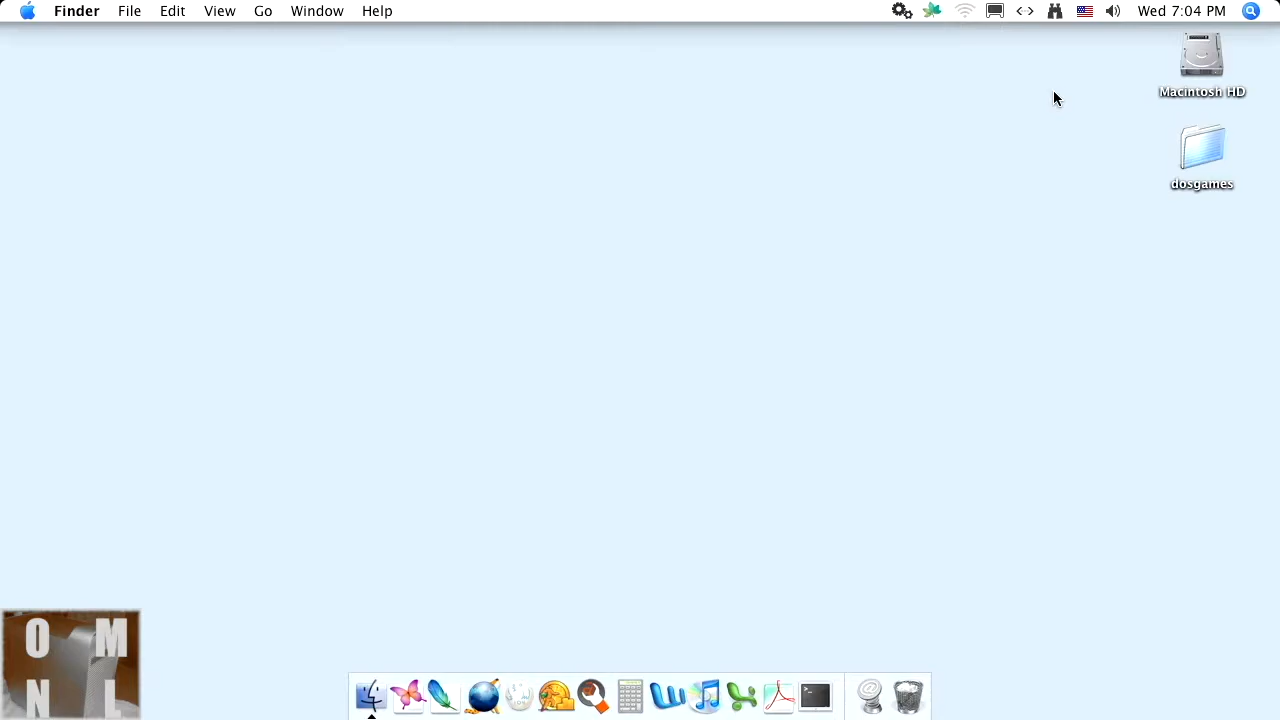 Finder File Edit View Go Window Help Wed 7:04 PM
Macintosh HD
dosgames
O M
N L